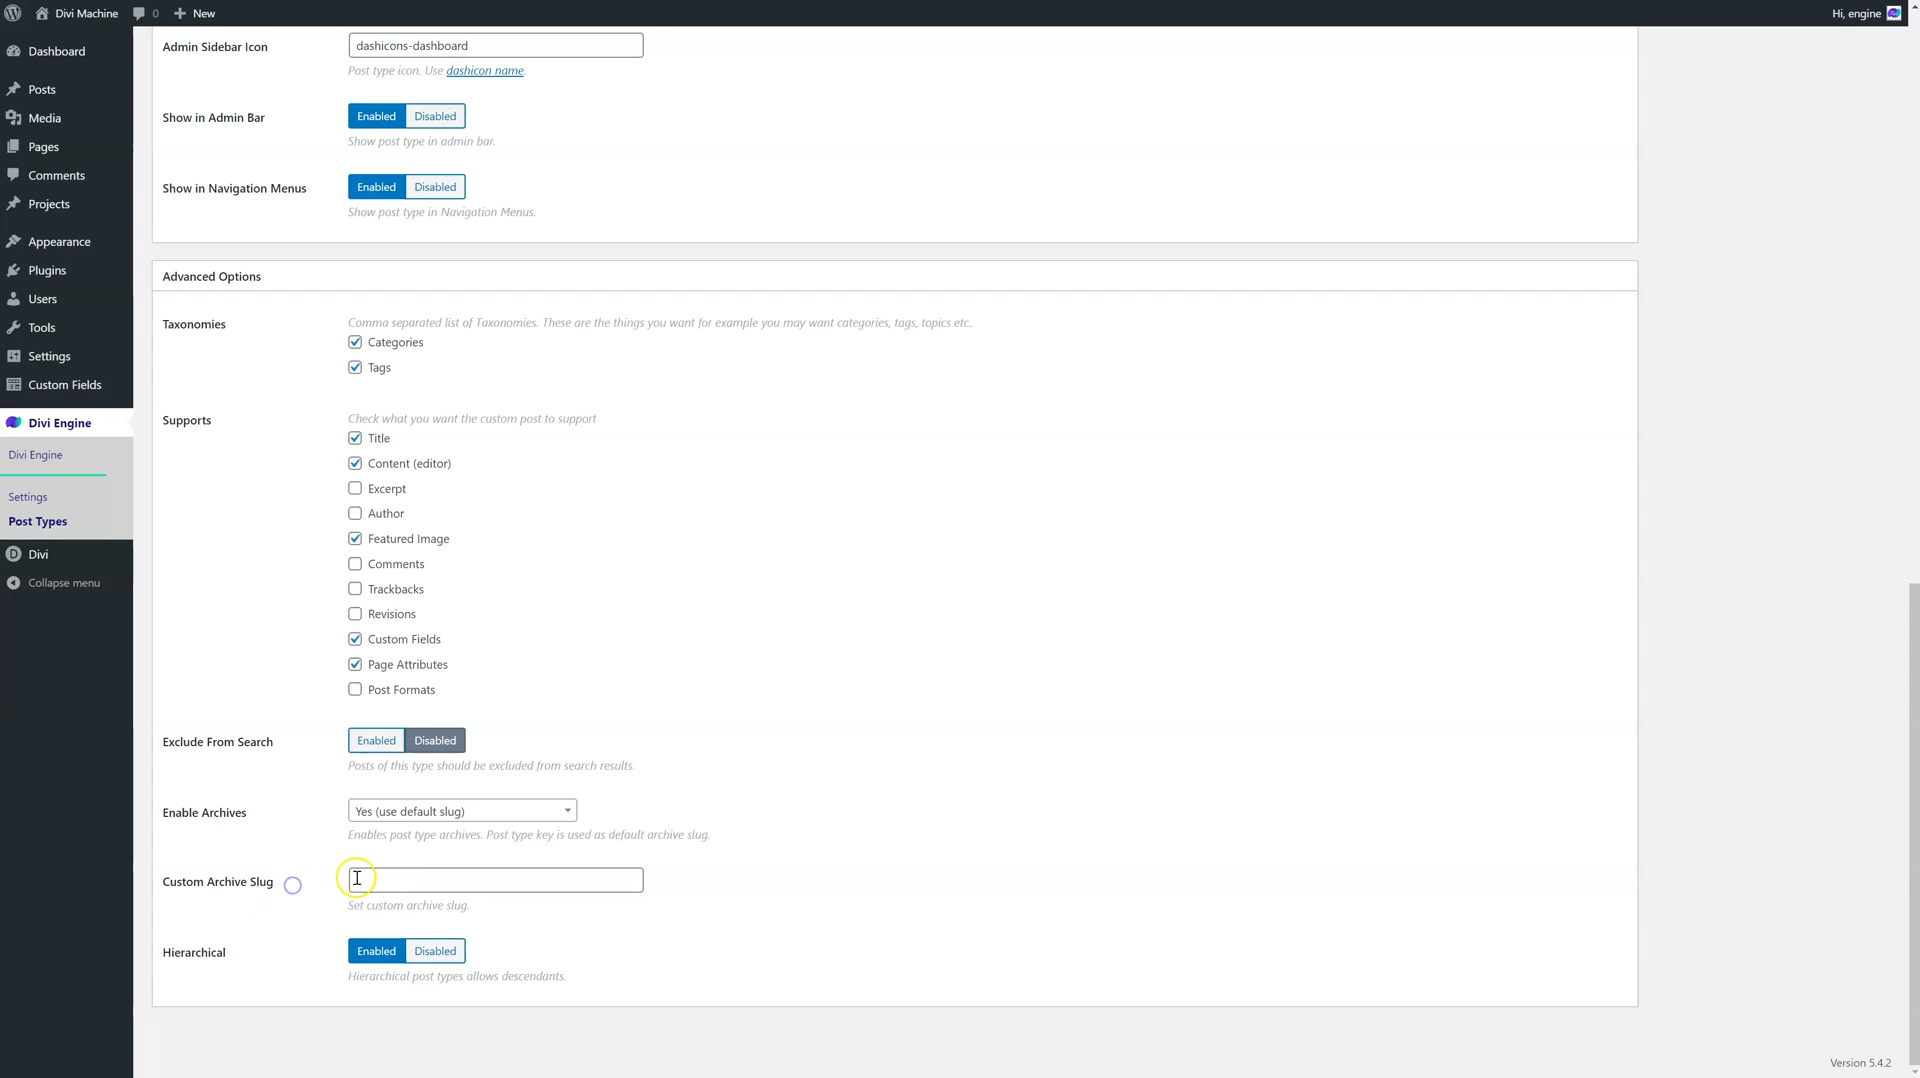 Divi Machine 0 New Hi, engine
Dashboard
Posts
Media
Pages
Comments
Projects
Appearance
Plugins
Users
Tools
Settings
Custom Fields
Divi Engine
Divi Engine
Settings
Post Types
Divi
Collapse menu
Admin Sidebar Icon dashicons-dashboard
Post type icon. Use dashicon name.
Show in Admin Bar Enabled Disabled
Show post type in admin bar.
Show in Navigation Menus Enabled Disabled
Show post type in Navigation Menus.
Advanced Options
Taxonomies Comma separated list of Taxonomies. These are the things you want for example you may want categories, tags, topics etc..
Categories
Tags
Supports Check what you want the custom post to support
Title
Content (editor)
Excerpt
Author
Featured Image
Comments
Trackbacks
Revisions
Custom Fields
Page Attributes
Post Formats
Exclude From Search Enabled Disabled
Posts of this type should be excluded from search results.
Enable Archives Yes (use default slug)
Enables post type archives. Post type key is used as default archive slug.
Custom Archive Slug
Set custom archive slug.
Hierarchical Enabled Disabled
Hierarchical post types allows descendants.
Version 5.4.2